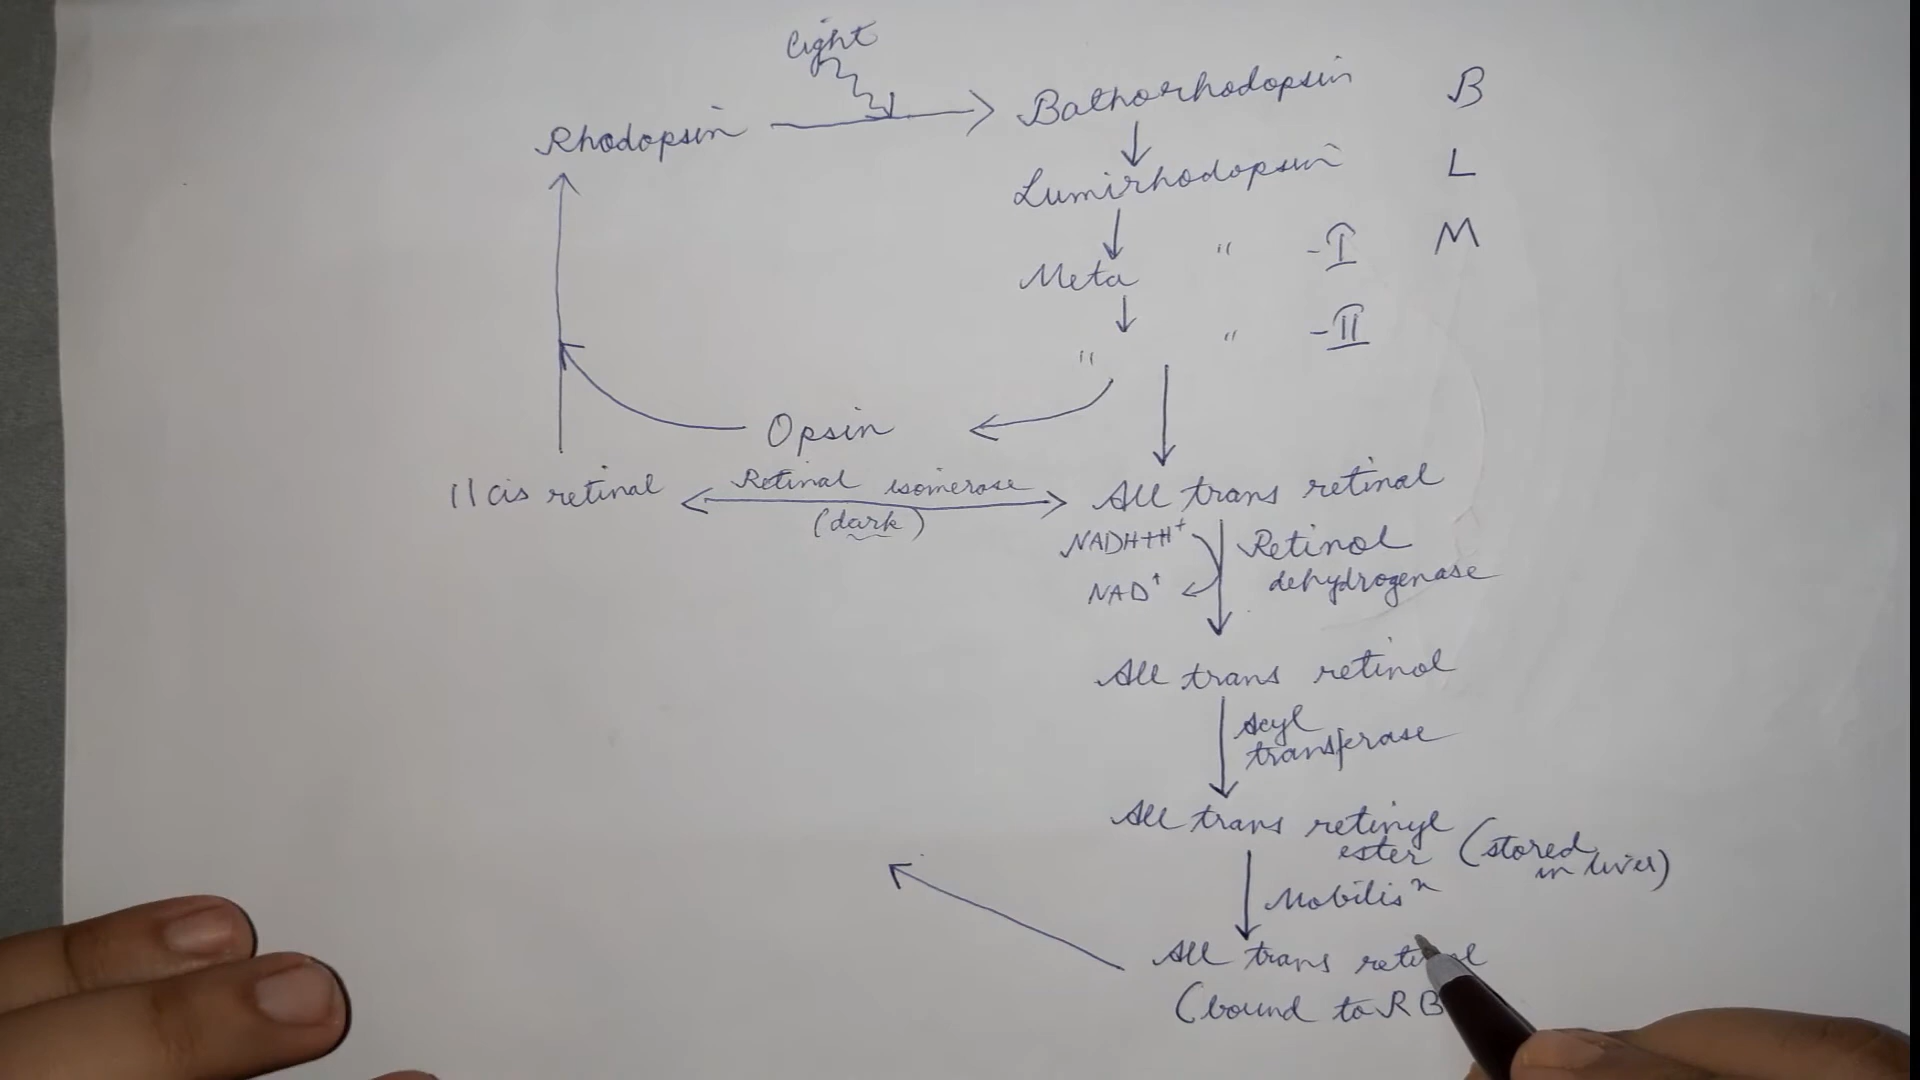 Light
Rhodopsin
Bathorhodopsin B
Lumirhodopsin L
Meta " -I M
" " -II
Opsin
11 cis retinal
Retinal isomerase
(dark)
All trans retinal
NADH+H+
NAD+
Retinol
dehydrogenase
All trans retinol
Acyl
transferase
All trans retinyl
ester (stored
in liver)
Mobilisn
All trans
(bound to RB